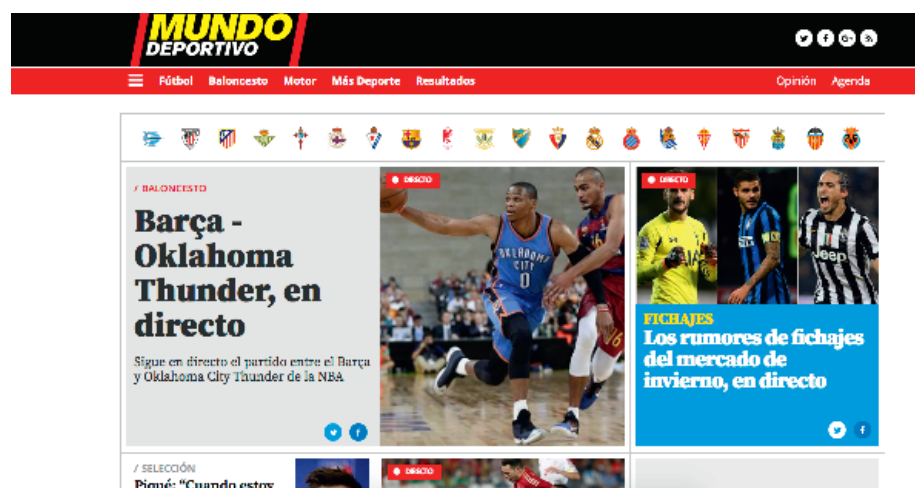 MUNDO
DEPORTIVO
Fútbol Baloncesto Motor Más Deporte Resultados Opinión Agenda
/ BALONCESTO
Barça -
Oklahoma
Thunder, en
directo
Sigue en directo el partido entre el Barça
y Oklahoma City Thunder de la NBA
DIRECTO
OKLAHOMA
CITY
0
DIRECTO
Jeep
FICHAJES
Los rumores de fichajes
del mercado de
invierno, en directo
/ SELECCIÓN
Piqué: “Cuando estoy
DIRECTO